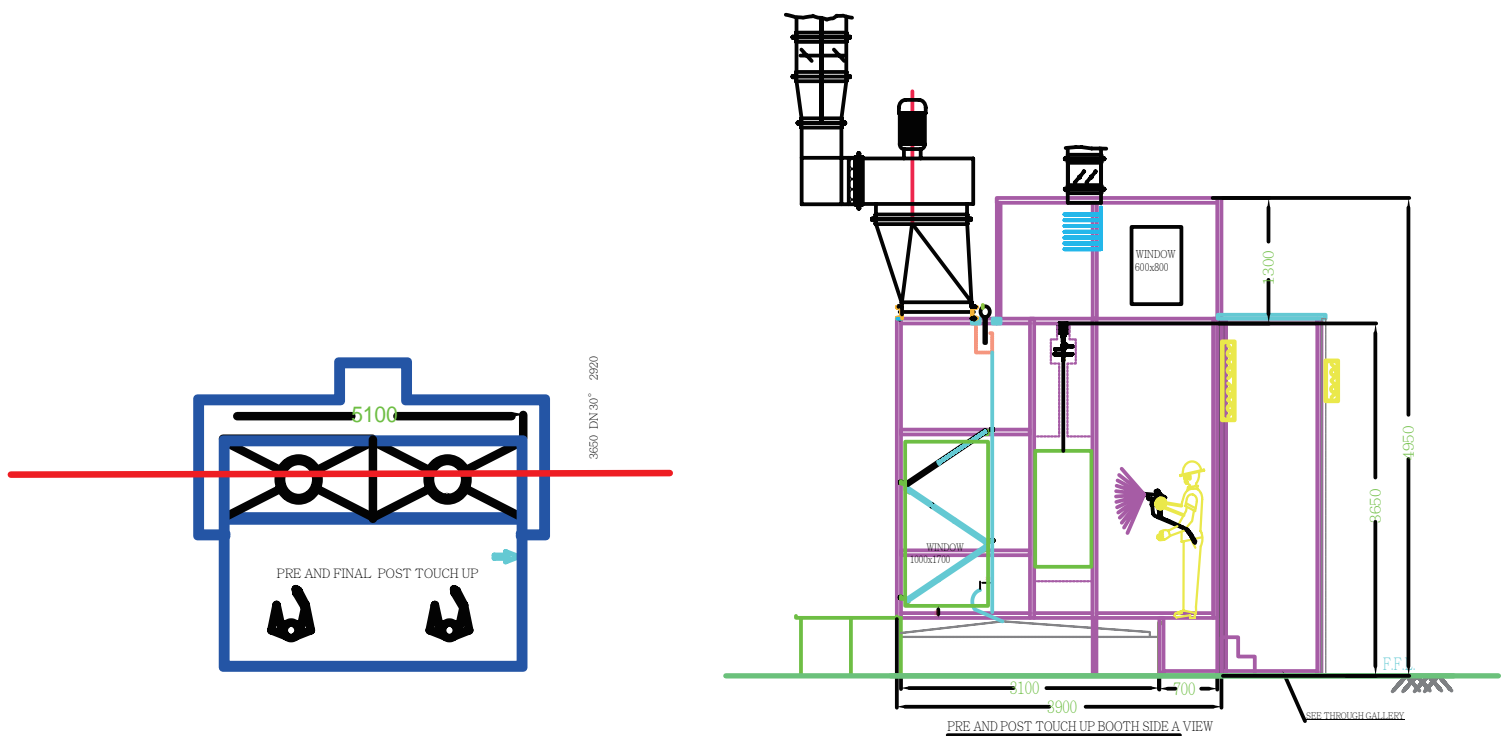 5100
3650 DN 30° 2920
PRE AND FINAL POST TOUCH UP
WINDOW
600x800
1300
4950
3650
WINDOW
1000x1700
F.F.
3100
700
3900
PRE AND POST TOUCH UP BOOTH SIDE A VIEW
SEE THROUGH GALLERY